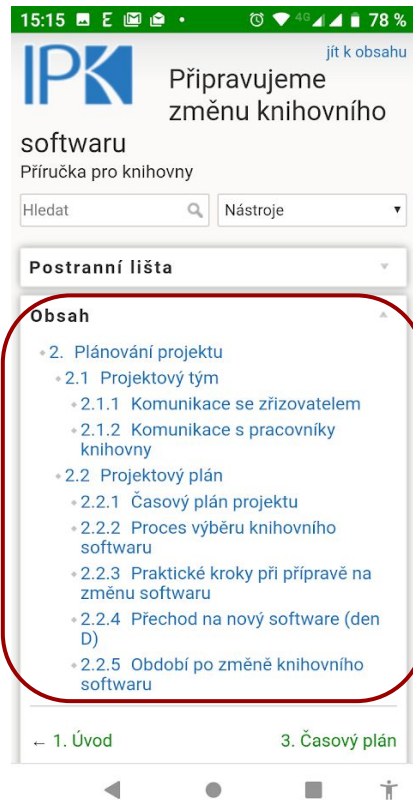 15:15 E 4G 78 %
IPK
jít k obsahu
Připravujeme
změnu knihovního
softwaru
Příručka pro knihovny
Hledat
Nástroje
Postranní lišta
Obsah
2. Plánování projektu
2.1 Projektový tým
2.1.1 Komunikace se zřizovatelem
2.1.2 Komunikace s pracovníky
knihovny
2.2 Projektový plán
2.2.1 Časový plán projektu
2.2.2 Proces výběru knihovního
softwaru
2.2.3 Praktické kroky při přípravě na
změnu softwaru
2.2.4 Přechod na nový software (den
D)
2.2.5 Období po změně knihovního
softwaru
← 1. Úvod
3. Časový plán